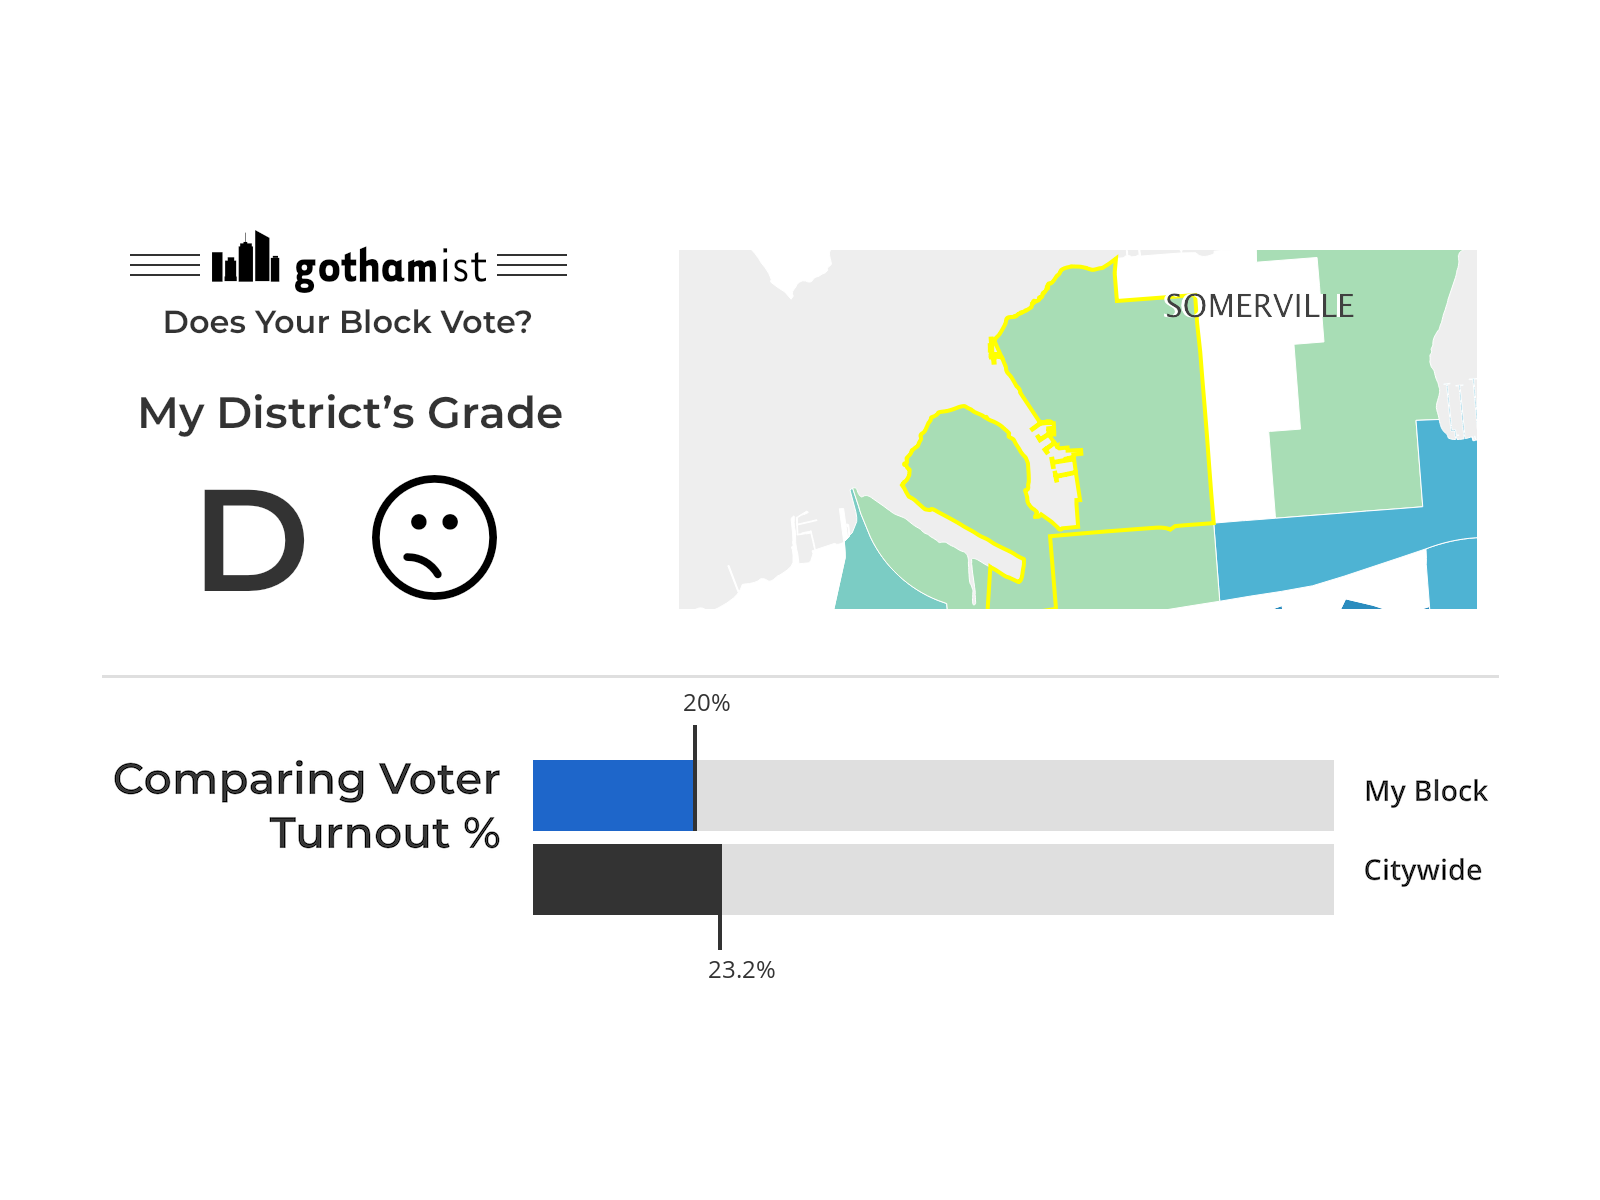 gothamist
Does Your Block Vote?
My District’s Grade
D
SOMERVILLE
20%
Comparing Voter
Turnout %
My Block
Citywide
23.2%